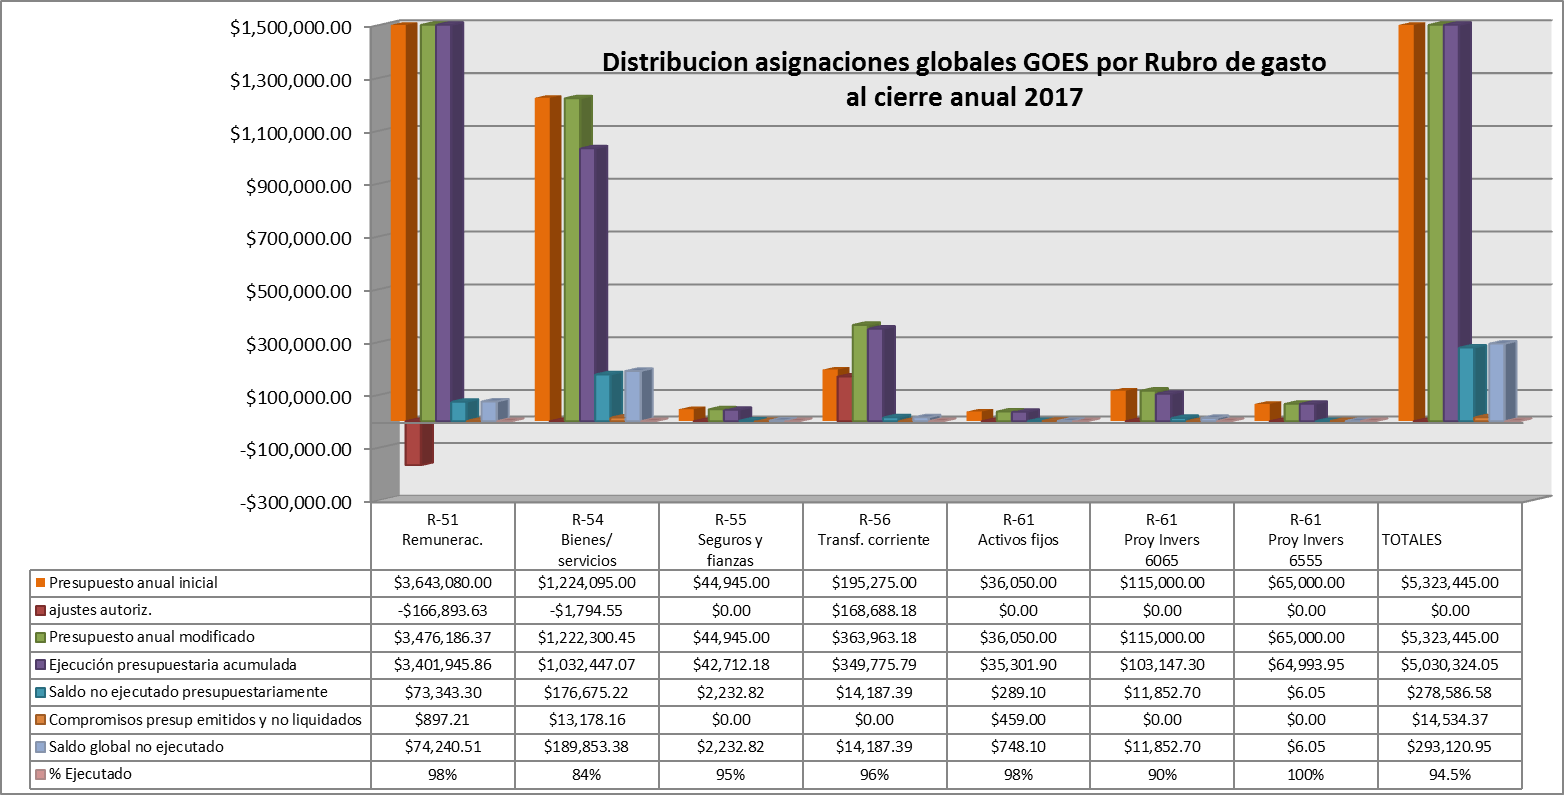 Distribucion asignaciones globales GOES por Rubro de gasto
al cierre anual 2017
$1,500,000.00
$1,300,000.00
$1,100,000.00
$900,000.00
$700,000.00
$500,000.00
$300,000.00
$100,000.00
-$100,000.00
-$300,000.00
R-51 Remunerac.
R-54 Bienes/ servicios
R-55 Seguros y fianzas
R-56 Transf. corriente
R-61 Activos fijos
R-61 Proy Invers 6065
R-61 Proy Invers 6555
TOTALES
Presupuesto anual inicial $3,643,080.00 $1,224,095.00 $44,945.00 $195,275.00 $36,050.00 $115,000.00 $65,000.00 $5,323,445.00
ajustes autoriz. -$166,893.63 -$1,794.55 $0.00 $168,688.18 $0.00 $0.00 $0.00 $0.00
Presupuesto anual modificado $3,476,186.37 $1,222,300.45 $44,945.00 $363,963.18 $36,050.00 $115,000.00 $65,000.00 $5,323,445.00
Ejecución presupuestaria acumulada $3,401,945.86 $1,032,447.07 $42,712.18 $349,775.79 $35,301.90 $103,147.30 $64,993.95 $5,030,324.05
Saldo no ejecutado presupuestariamente $73,343.30 $176,675.22 $2,232.82 $14,187.39 $289.10 $11,852.70 $6.05 $278,586.58
Compromisos presup emitidos y no liquidados $897.21 $13,178.16 $0.00 $0.00 $459.00 $0.00 $0.00 $14,534.37
Saldo global no ejecutado $74,240.51 $189,853.38 $2,232.82 $14,187.39 $748.10 $11,852.70 $6.05 $293,120.95
% Ejecutado 98% 84% 95% 96% 98% 90% 100% 94.5%